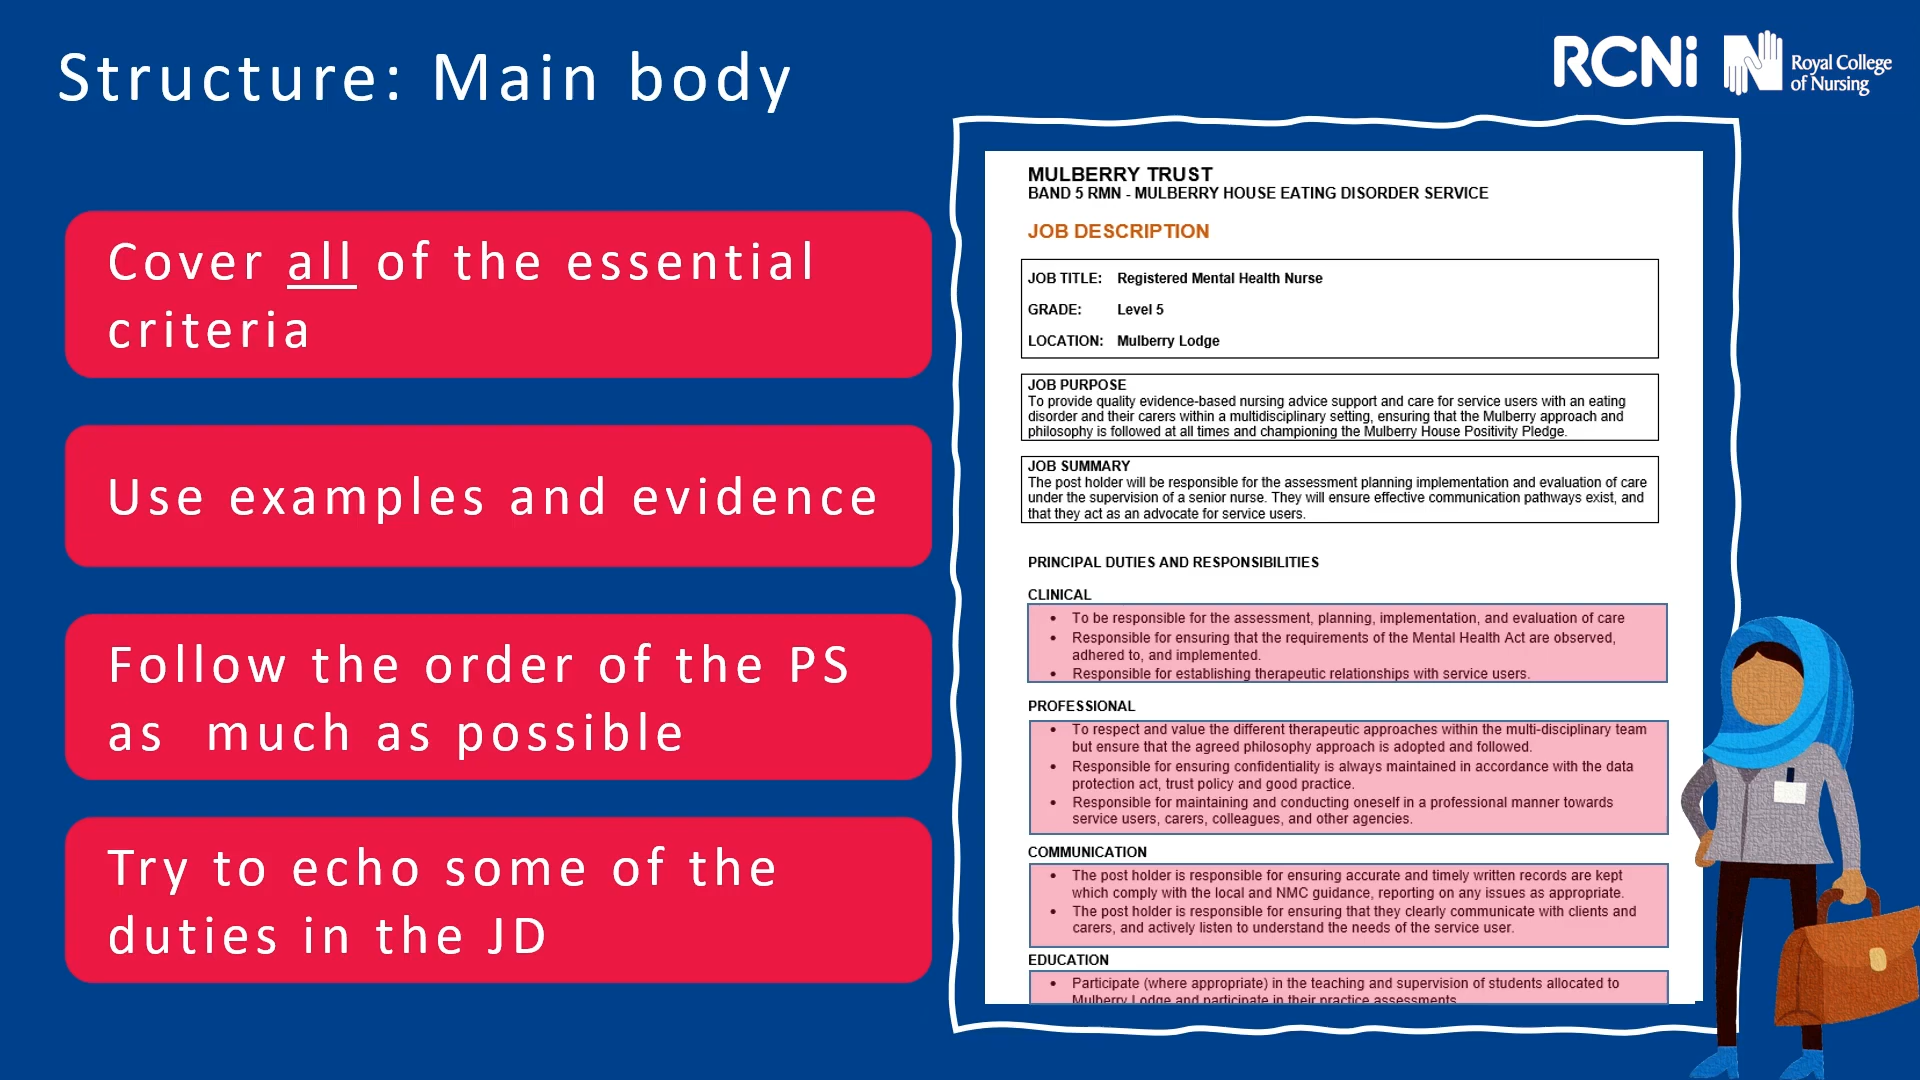 Structure: Main body
RCNi
Royal College
of Nursing
Cover all of the essential
criteria
Use examples and evidence
Follow the order of the PS
as much as possible
Try to echo some of the
duties in the JD
MULBERRY TRUST
BAND 5 RMN - MULBERRY HOUSE EATING DISORDER SERVICE
JOB DESCRIPTION
JOB TITLE: Registered Mental Health Nurse
GRADE: Level 5
LOCATION: Mulberry Lodge
JOB PURPOSE
To provide quality evidence-based nursing advice support and care for service users with an eating
disorder and their carers within a multidisciplinary setting, ensuring that the Mulberry approach and
philosophy is followed at all times and championing the Mulberry House Positivity Pledge.
JOB SUMMARY
The post holder will be responsible for the assessment planning implementation and evaluation of care
under the supervision of a senior nurse. They will ensure effective communication pathways exist, and
that they act as an advocate for service users.
PRINCIPAL DUTIES AND RESPONSIBILITIES
CLINICAL
• To be responsible for the assessment, planning, implementation, and evaluation of care
• Responsible for ensuring that the requirements of the Mental Health Act are observed,
adhered to, and implemented.
• Responsible for establishing therapeutic relationships with service users.
PROFESSIONAL
• To respect and value the different therapeutic approaches within the multi-disciplinary team
but ensure that the agreed philosophy approach is adopted and followed.
• Responsible for ensuring confidentiality is always maintained in accordance with the data
protection act, trust policy and good practice.
• Responsible for maintaining and conducting oneself in a professional manner towards
service users, carers, colleagues, and other agencies.
COMMUNICATION
• The post holder is responsible for ensuring accurate and timely written records are kept
which comply with the local and NMC guidance, reporting on any issues as appropriate.
• The post holder is responsible for ensuring that they clearly communicate with clients and
carers, and actively listen to understand the needs of the service user.
EDUCATION
• Participate (where appropriate) in the teaching and supervision of students allocated to
Mulberry Lodge and participate in their practice assessments